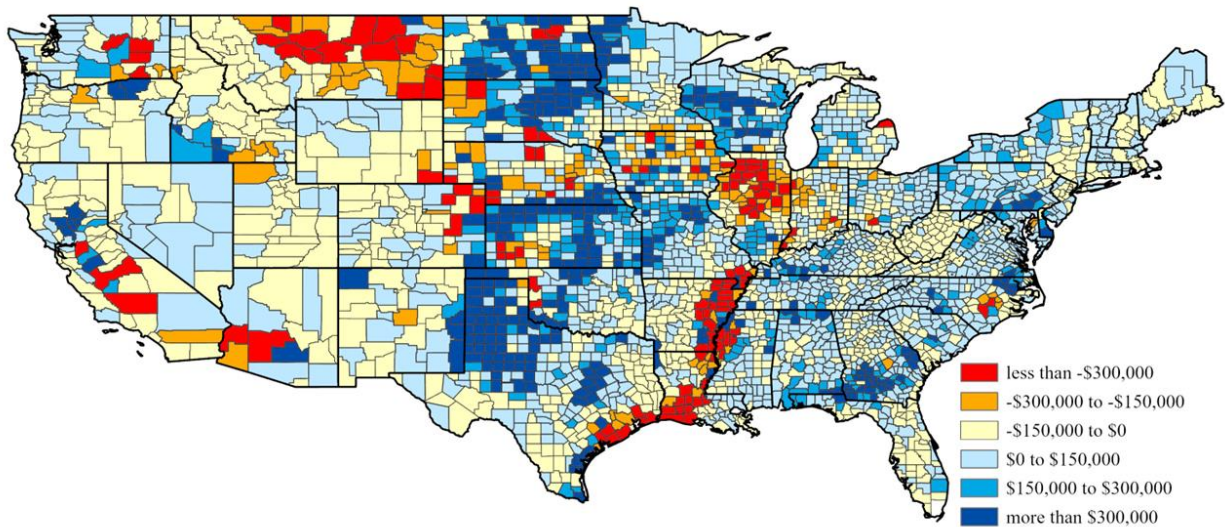 less than -$300,000
-$300,000 to -$150,000
-$150,000 to $0
$0 to $150,000
$150,000 to $300,000
more than $300,000